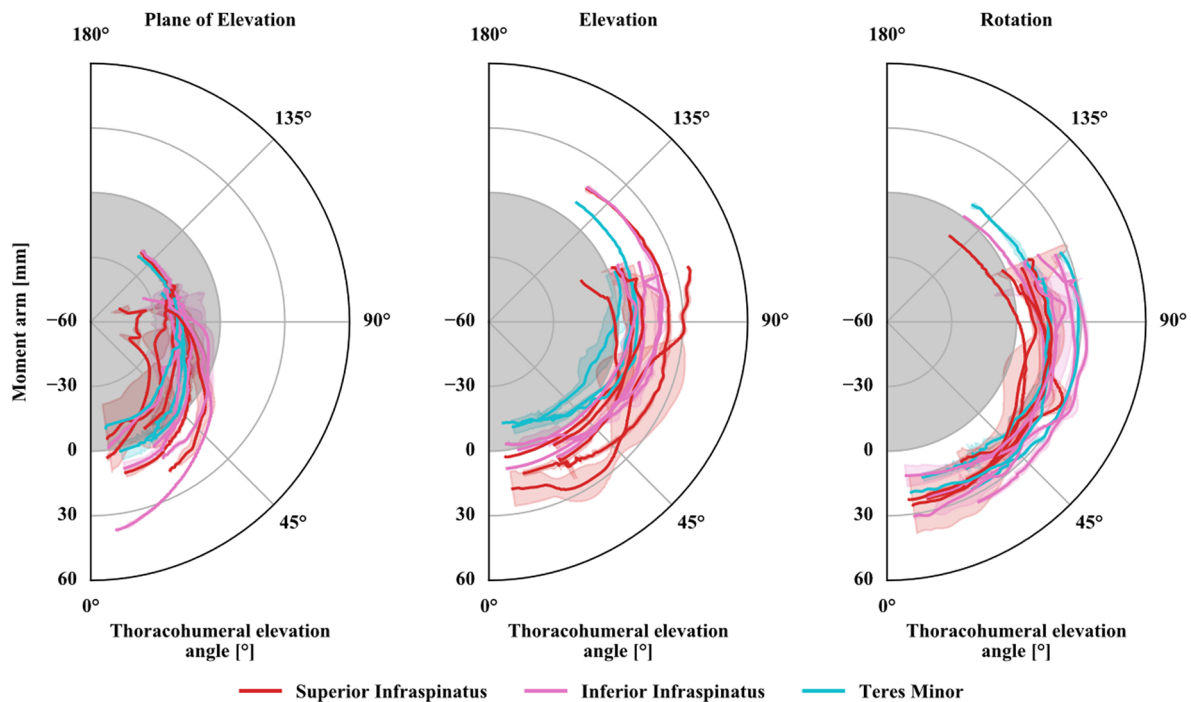 Plane of Elevation
Elevation
Rotation
180°
180°
180°
135°
135°
135°
Moment arm [mm]
−60
90°
−60
90°
−60
90°
−30
−30
−30
0
0
0
30
45°
30
45°
30
45°
60
60
60
0°
0°
0°
Thoracohumeral elevation
angle [°]
Thoracohumeral elevation
angle [°]
Thoracohumeral elevation
angle [°]
Superior Infraspinatus
Inferior Infraspinatus
Teres Minor